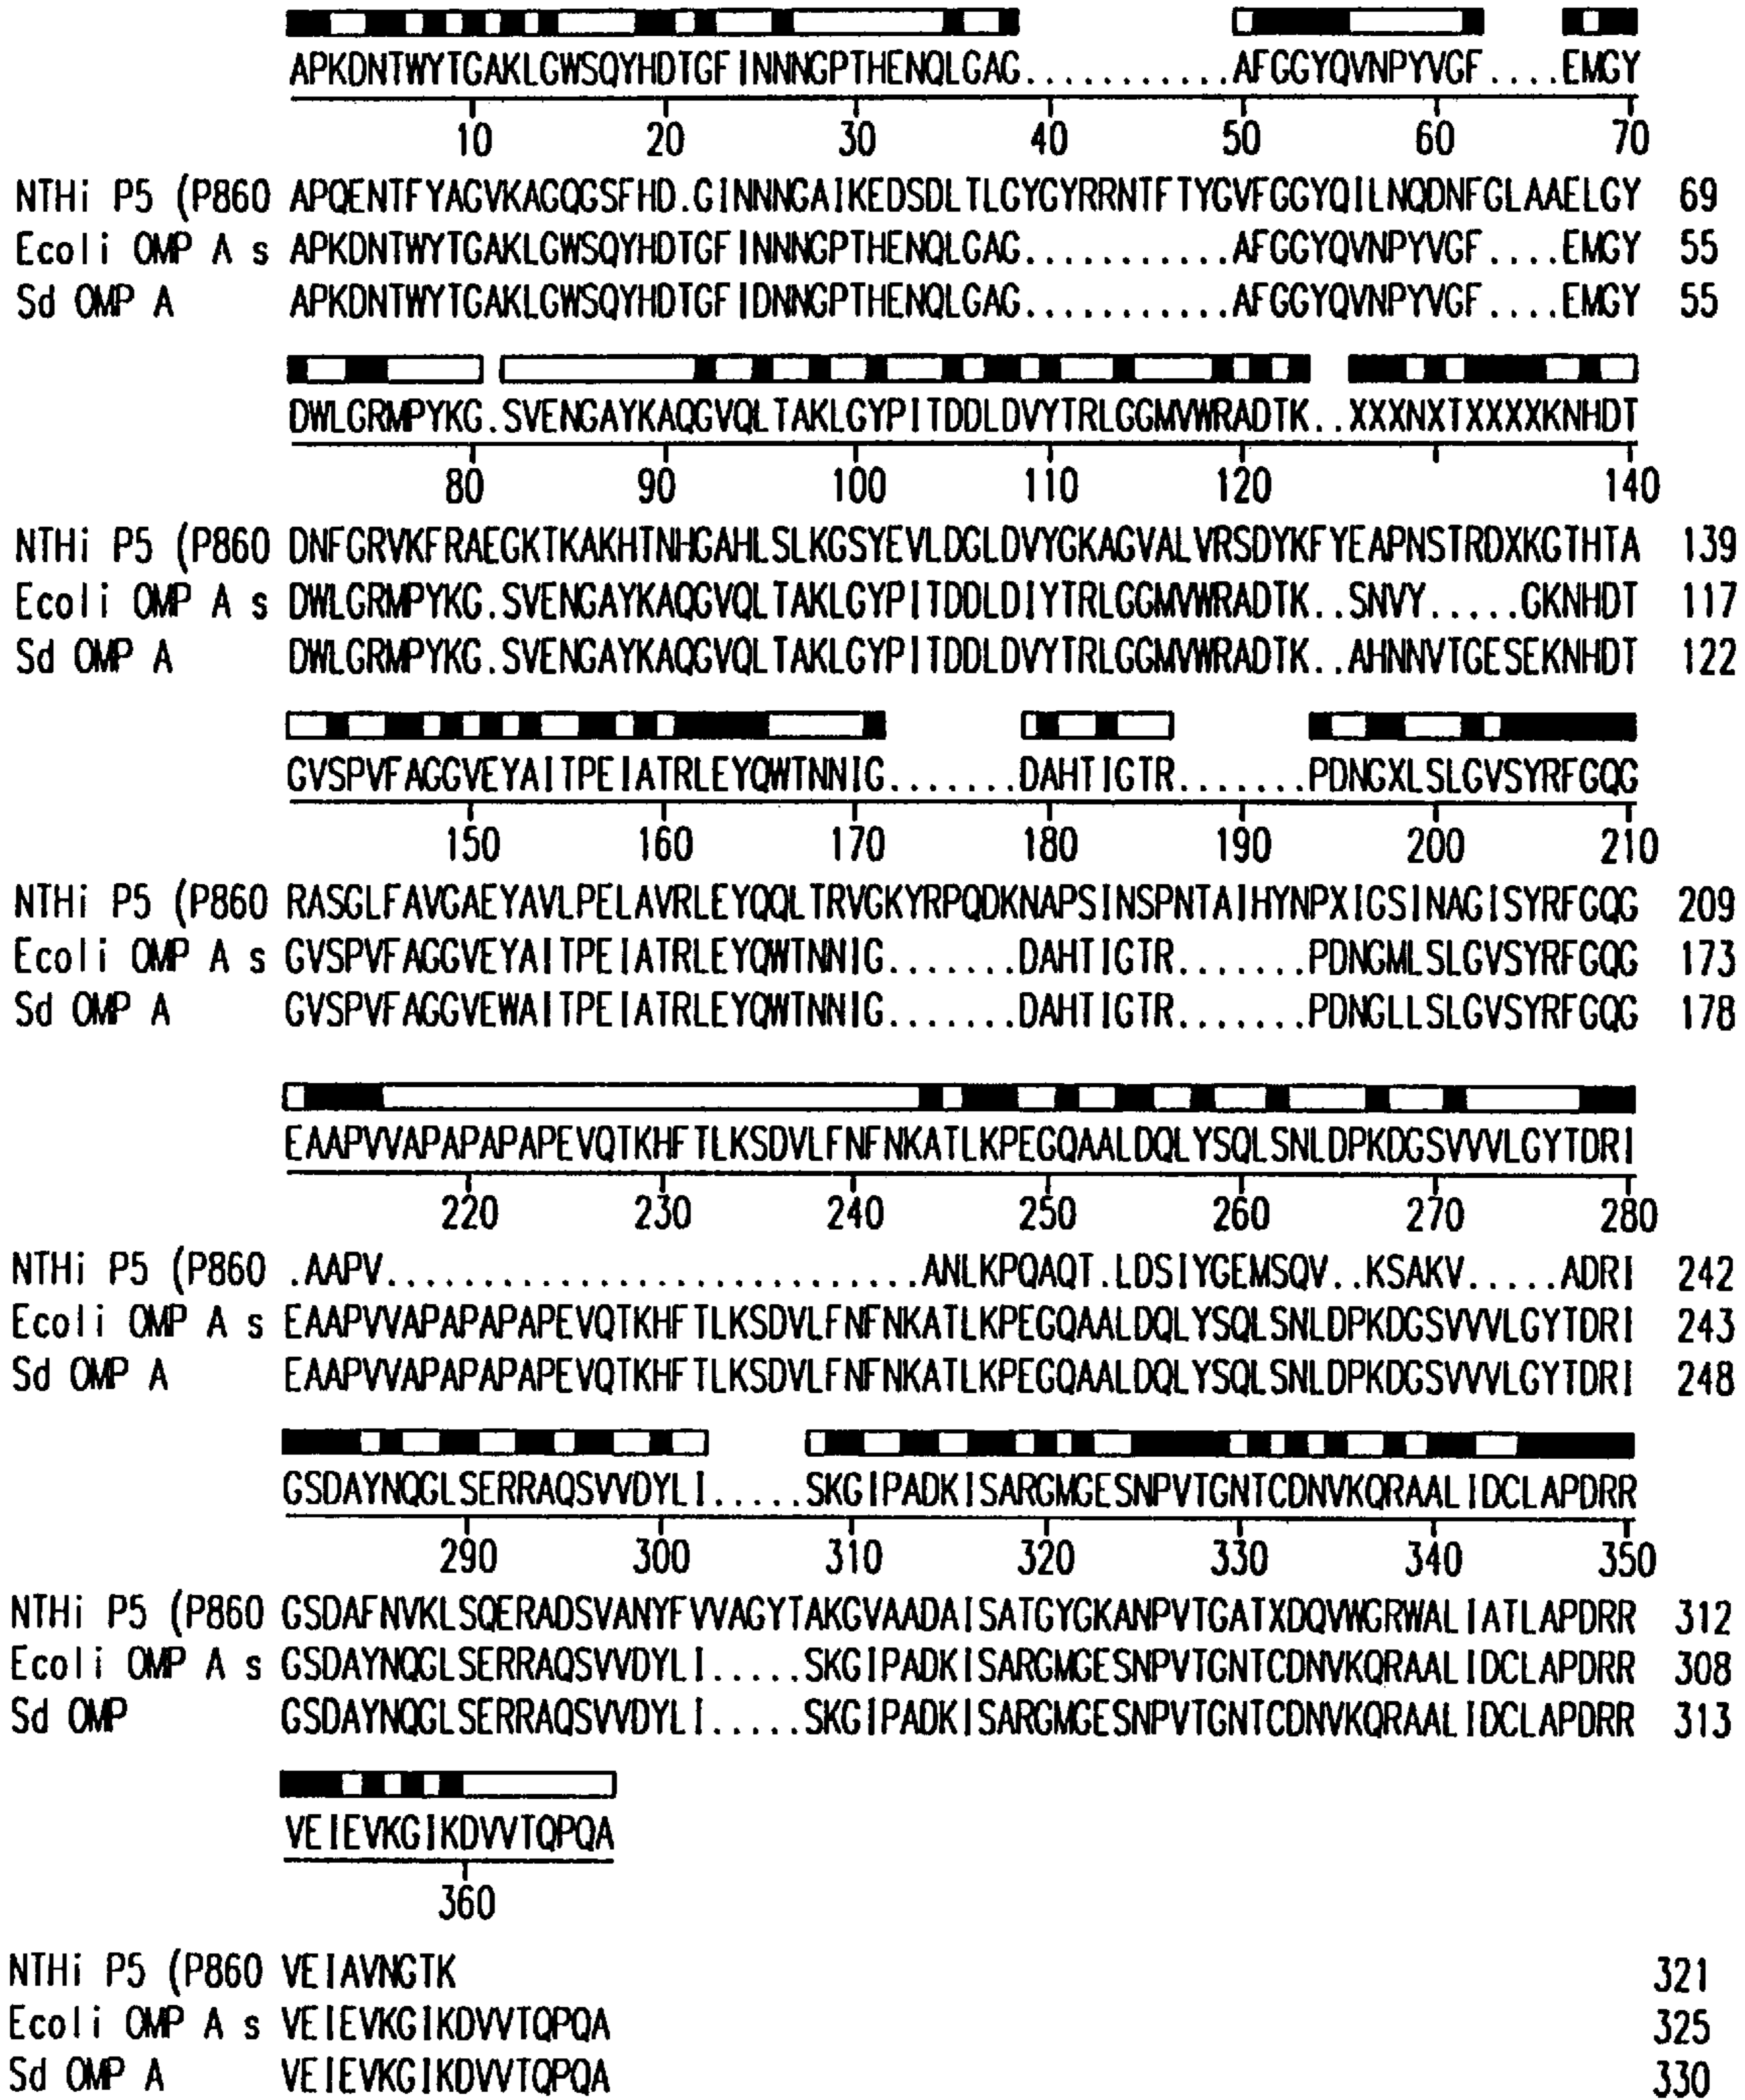 APKDNTWYTGAKLGWSQYHDTGFINNNGPTHENQLGAG...........AFGGYQVNPYVGF....EMGY
10 20 30 40 50 60 70
NTHi P5 (P860 APQENTFYAGVKAGQGSFHD.GINNNGAIKEDSDLTLGYGYRRNTFTYGVFGGYQILNQDNFGLAAELGY 69
Ecoli OMP A s APKDNTWYTGAKLGWSQYHDTGFINNNGPTHENQLGAG...........AFGGYQVNPYVGF....EMGY 55
Sd OMP A APKDNTWYTGAKLGWSQYHDTGFIDNNGPTHENQLGAG...........AFGGYQVNPYVGF....EMGY 55
DWLGRMPYKG.SVENGAYKAQGVQLTAKLGYPITDDLDVYTRLGGMVWRADTK..XXXNXTXXXXKNHDT
80 90 100 110 120 140
NTHi P5 (P860 DNFGRVKFRAEGKTKAKHTNHGAHLSLKGSYEVLDGLDVYGKAGVALVRSDYKFYEAPNSTRDXKGTHTA 139
Ecoli OMP A s DWLGRMPYKG.SVENGAYKAQGVQLTAKLGYPITDDLDIYTRLGGMVWRADTK..SNVY.....GKNHDT 117
Sd OMP A DWLGRMPYKG.SVENGAYKAQGVQLTAKLGYPITDDLDVYTRLGGMVWRADTK..AHNNVTGESEKNHDT 122
GVSPVFAGGVEYAITPEIATRLEYQWTNNIG.......DAHTIGTR.......PDNGXLSLGVSYRFGQG
150 160 170 180 190 200 210
NTHi P5 (P860 RASGLFAVGAEYAVLPELAVRLEYQQLTRVGKYRPQDKNAPSINSPNTAIHYNPXIGSINAGISYRFGQG 209
Ecoli OMP A s GVSPVFAGGVEYAITPEIATRLEYQWTNNIG.......DAHTIGTR.......PDNGMLSLGVSYRFGQG 173
Sd OMP A GVSPVFAGGVEWAITPEIATRLEYQWTNNIG.......DAHTIGTR.......PDNGLLSLGVSYRFGQG 178
EAAPVVAPAPAPAPEVQTKHFTLKSDVLFNFNKATLKPEGQAALDQLYSQLSNLDPKDGSVVVLGYTDRI
220 230 240 250 260 270 280
NTHi P5 (P860 .AAPV............................ANLKPQAQT.LDSIYGEMSQV..KSAKV.....ADRI 242
Ecoli OMP A s EAAPVVAPAPAPAPEVQTKHFTLKSDVLFNFNKATLKPEGQAALDQLYSQLSNLDPKDGSVVVLGYTDRI 243
Sd OMP A EAAPVVAPAPAPAPEVQTKHFTLKSDVLFNFNKATLKPEGQAALDQLYSQLSNLDPKDGSVVVLGYTDRI 248
GSDAYNQGLSERRAQSVVDYLI.....SKGIPADKISARGMGESNPVTGNTCDNVKQRAALIDCLAPDRR
290 300 310 320 330 340 350
NTHi P5 (P860 GSDAFNVKLSQERADSVANYFVVAGYTAKGVAADAISATGYGKANPVTGATXDQVWGRWALIATLAPDRR 312
Ecoli OMP A s GSDAYNQGLSERRAQSVVDYLI.....SKGIPADKISARGMGESNPVTGNTCDNVKQRAALIDCLAPDRR 308
Sd OMP GSDAYNQGLSERRAQSVVDYLI.....SKGIPADKISARGMGESNPVTGNTCDNVKQRAALIDCLAPDRR 313
VEIEVKGIKDVVTQPQA
360
NTHi P5 (P860 VEIAVNGTK 321
Ecoli OMP A s VEIEVKGIKDVVTQPQA 325
Sd OMP A VEIEVKGIKDVVTQPQA 330